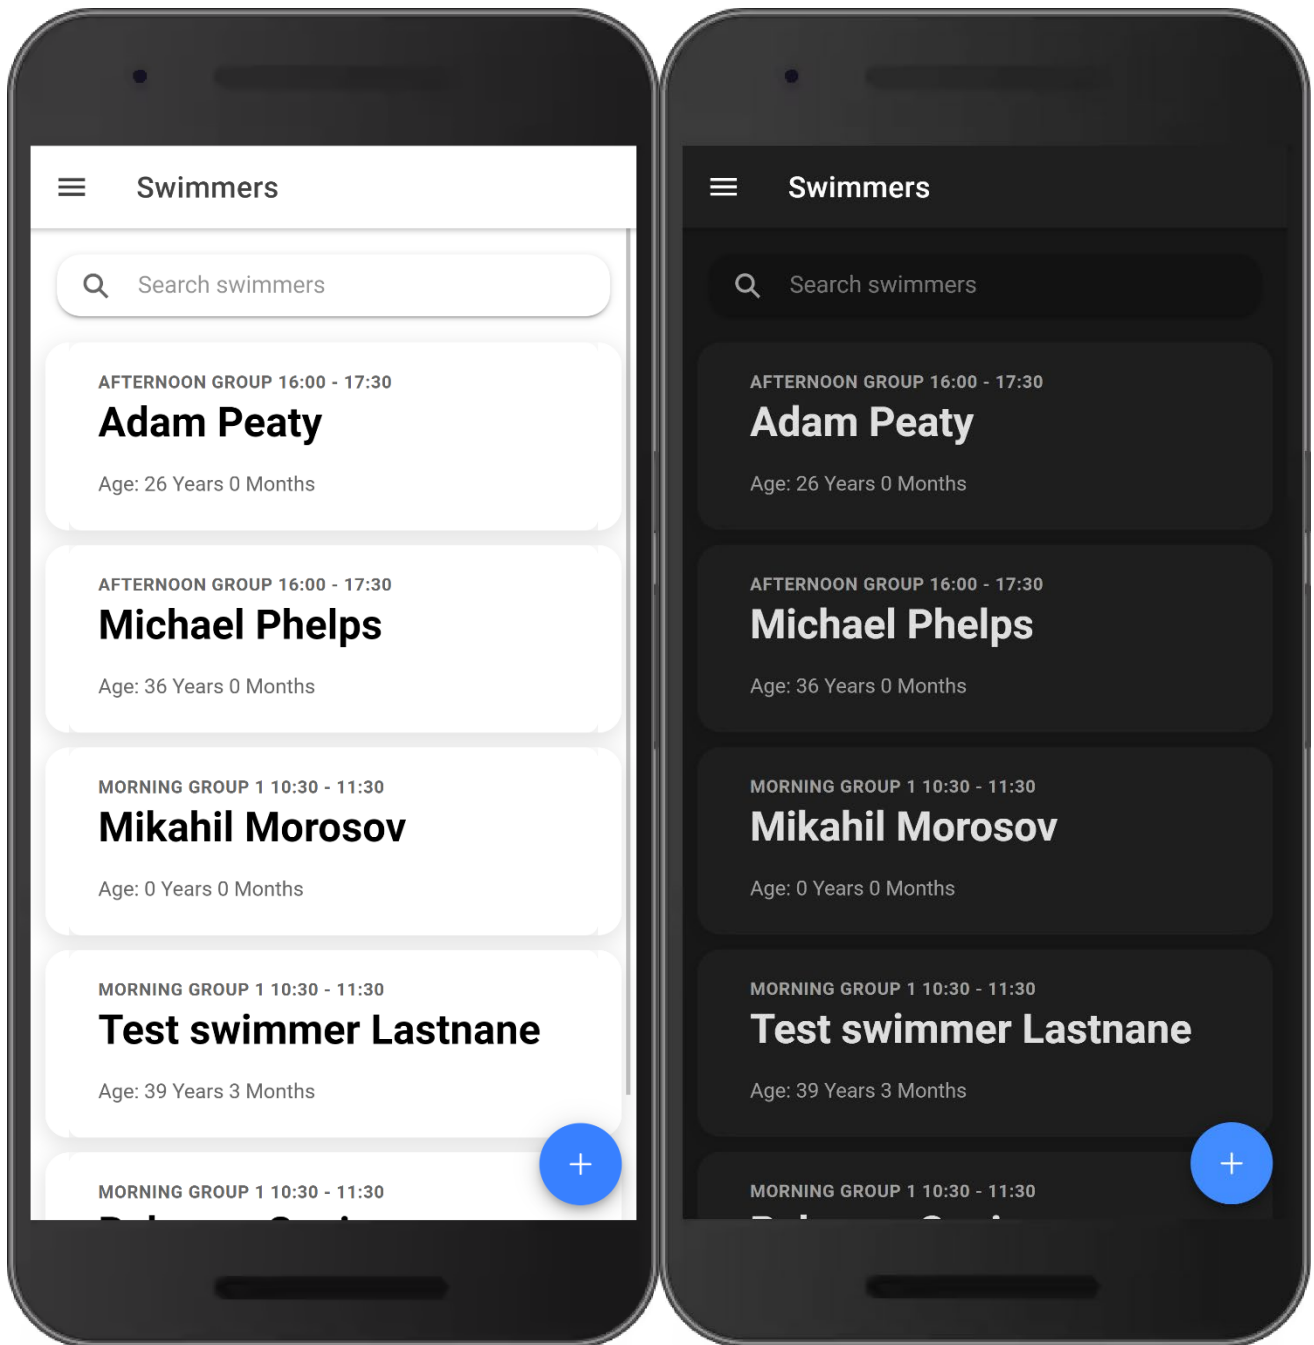 Swimmers
Search swimmers
AFTERNOON GROUP 16:00 - 17:30
Adam Peaty
Age: 26 Years 0 Months
AFTERNOON GROUP 16:00 - 17:30
Michael Phelps
Age: 36 Years 0 Months
MORNING GROUP 1 10:30 - 11:30
Mikahil Morosov
Age: 0 Years 0 Months
MORNING GROUP 1 10:30 - 11:30
Test swimmer Lastnane
Age: 39 Years 3 Months
MORNING GROUP 1 10:30 - 11:30
Swimmers
Search swimmers
AFTERNOON GROUP 16:00 - 17:30
Adam Peaty
Age: 26 Years 0 Months
AFTERNOON GROUP 16:00 - 17:30
Michael Phelps
Age: 36 Years 0 Months
MORNING GROUP 1 10:30 - 11:30
Mikahil Morosov
Age: 0 Years 0 Months
MORNING GROUP 1 10:30 - 11:30
Test swimmer Lastnane
Age: 39 Years 3 Months
MORNING GROUP 1 10:30 - 11:30